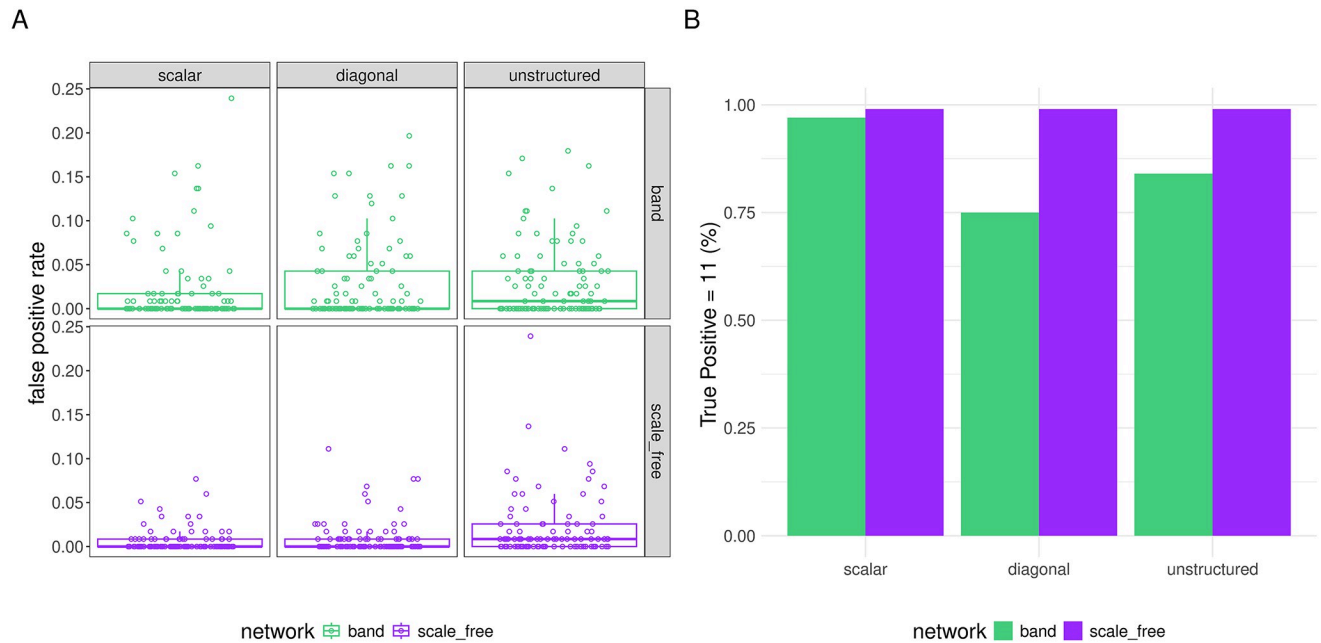 A
scalar
diagonal
unstructured
false positive rate
0.25
0.20
0.15
0.10
0.05
0.00
band
0.25
0.20
0.15
0.10
0.05
0.00
scale_free
network band scale_free
B
True Positive = 11 (%)
1.00
0.75
0.50
0.25
0.00
scalar
diagonal
unstructured
network band scale_free